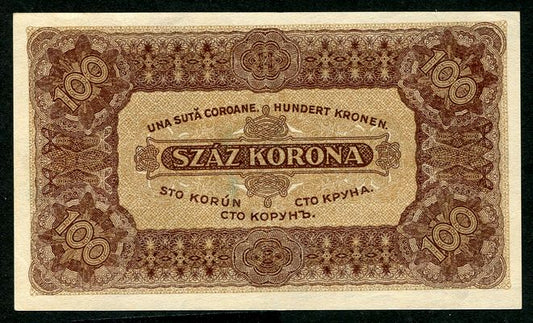 100 100
UNA SUTĂ COROANE. HUNDERT KRONEN.
SZÁZ KORONA
STO KORÚN СТО КРУНА.
СТО КОРУНЪ.
100 100